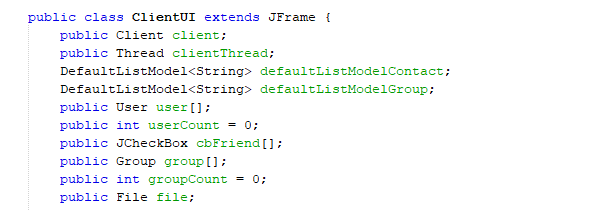 public class ClientUI extends JFrame {
    public Client client;
    public Thread clientThread;
    DefaultListModel<String> defaultListModelContact;
    DefaultListModel<String> defaultListModelGroup;
    public User user[];
    public int userCount = 0;
    public JCheckBox cbFriend[];
    public Group group[];
    public int groupCount = 0;
    public File file;